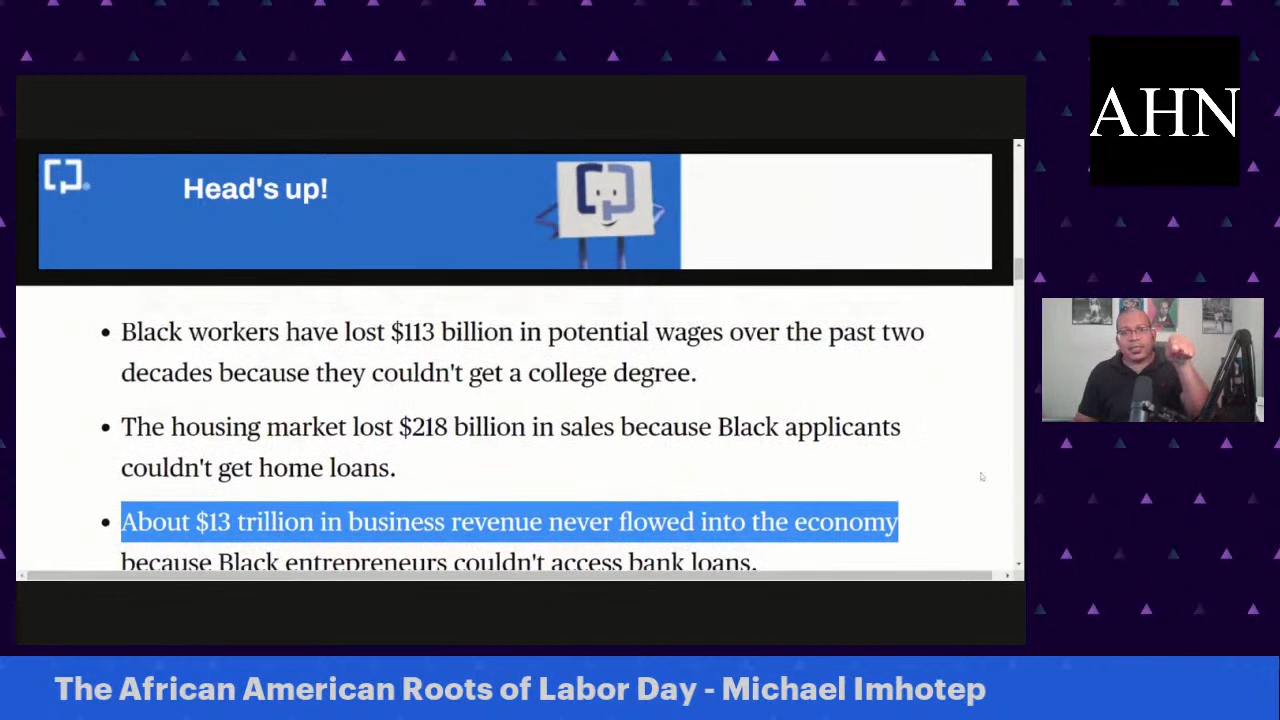 AHN
Head's up!
• Black workers have lost $113 billion in potential wages over the past two
decades because they couldn't get a college degree.
• The housing market lost $218 billion in sales because Black applicants
couldn't get home loans.
• About $13 trillion in business revenue never flowed into the economy
because Black entrepreneurs couldn't access bank loans.
The African American Roots of Labor Day - Michael Imhotep